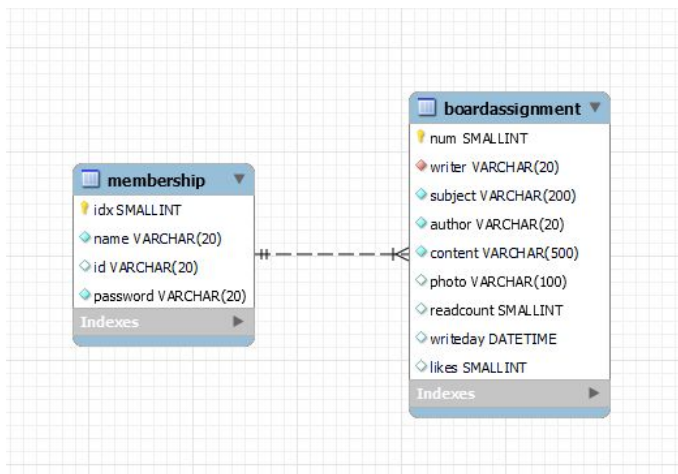 membership
idx SMALLINT
name VARCHAR(20)
id VARCHAR(20)
password VARCHAR(20)
Indexes
boardassignment
num SMALLINT
writer VARCHAR(20)
subject VARCHAR(200)
author VARCHAR(20)
content VARCHAR(500)
photo VARCHAR(100)
readcount SMALLINT
writeday DATETIME
likes SMALLINT
Indexes